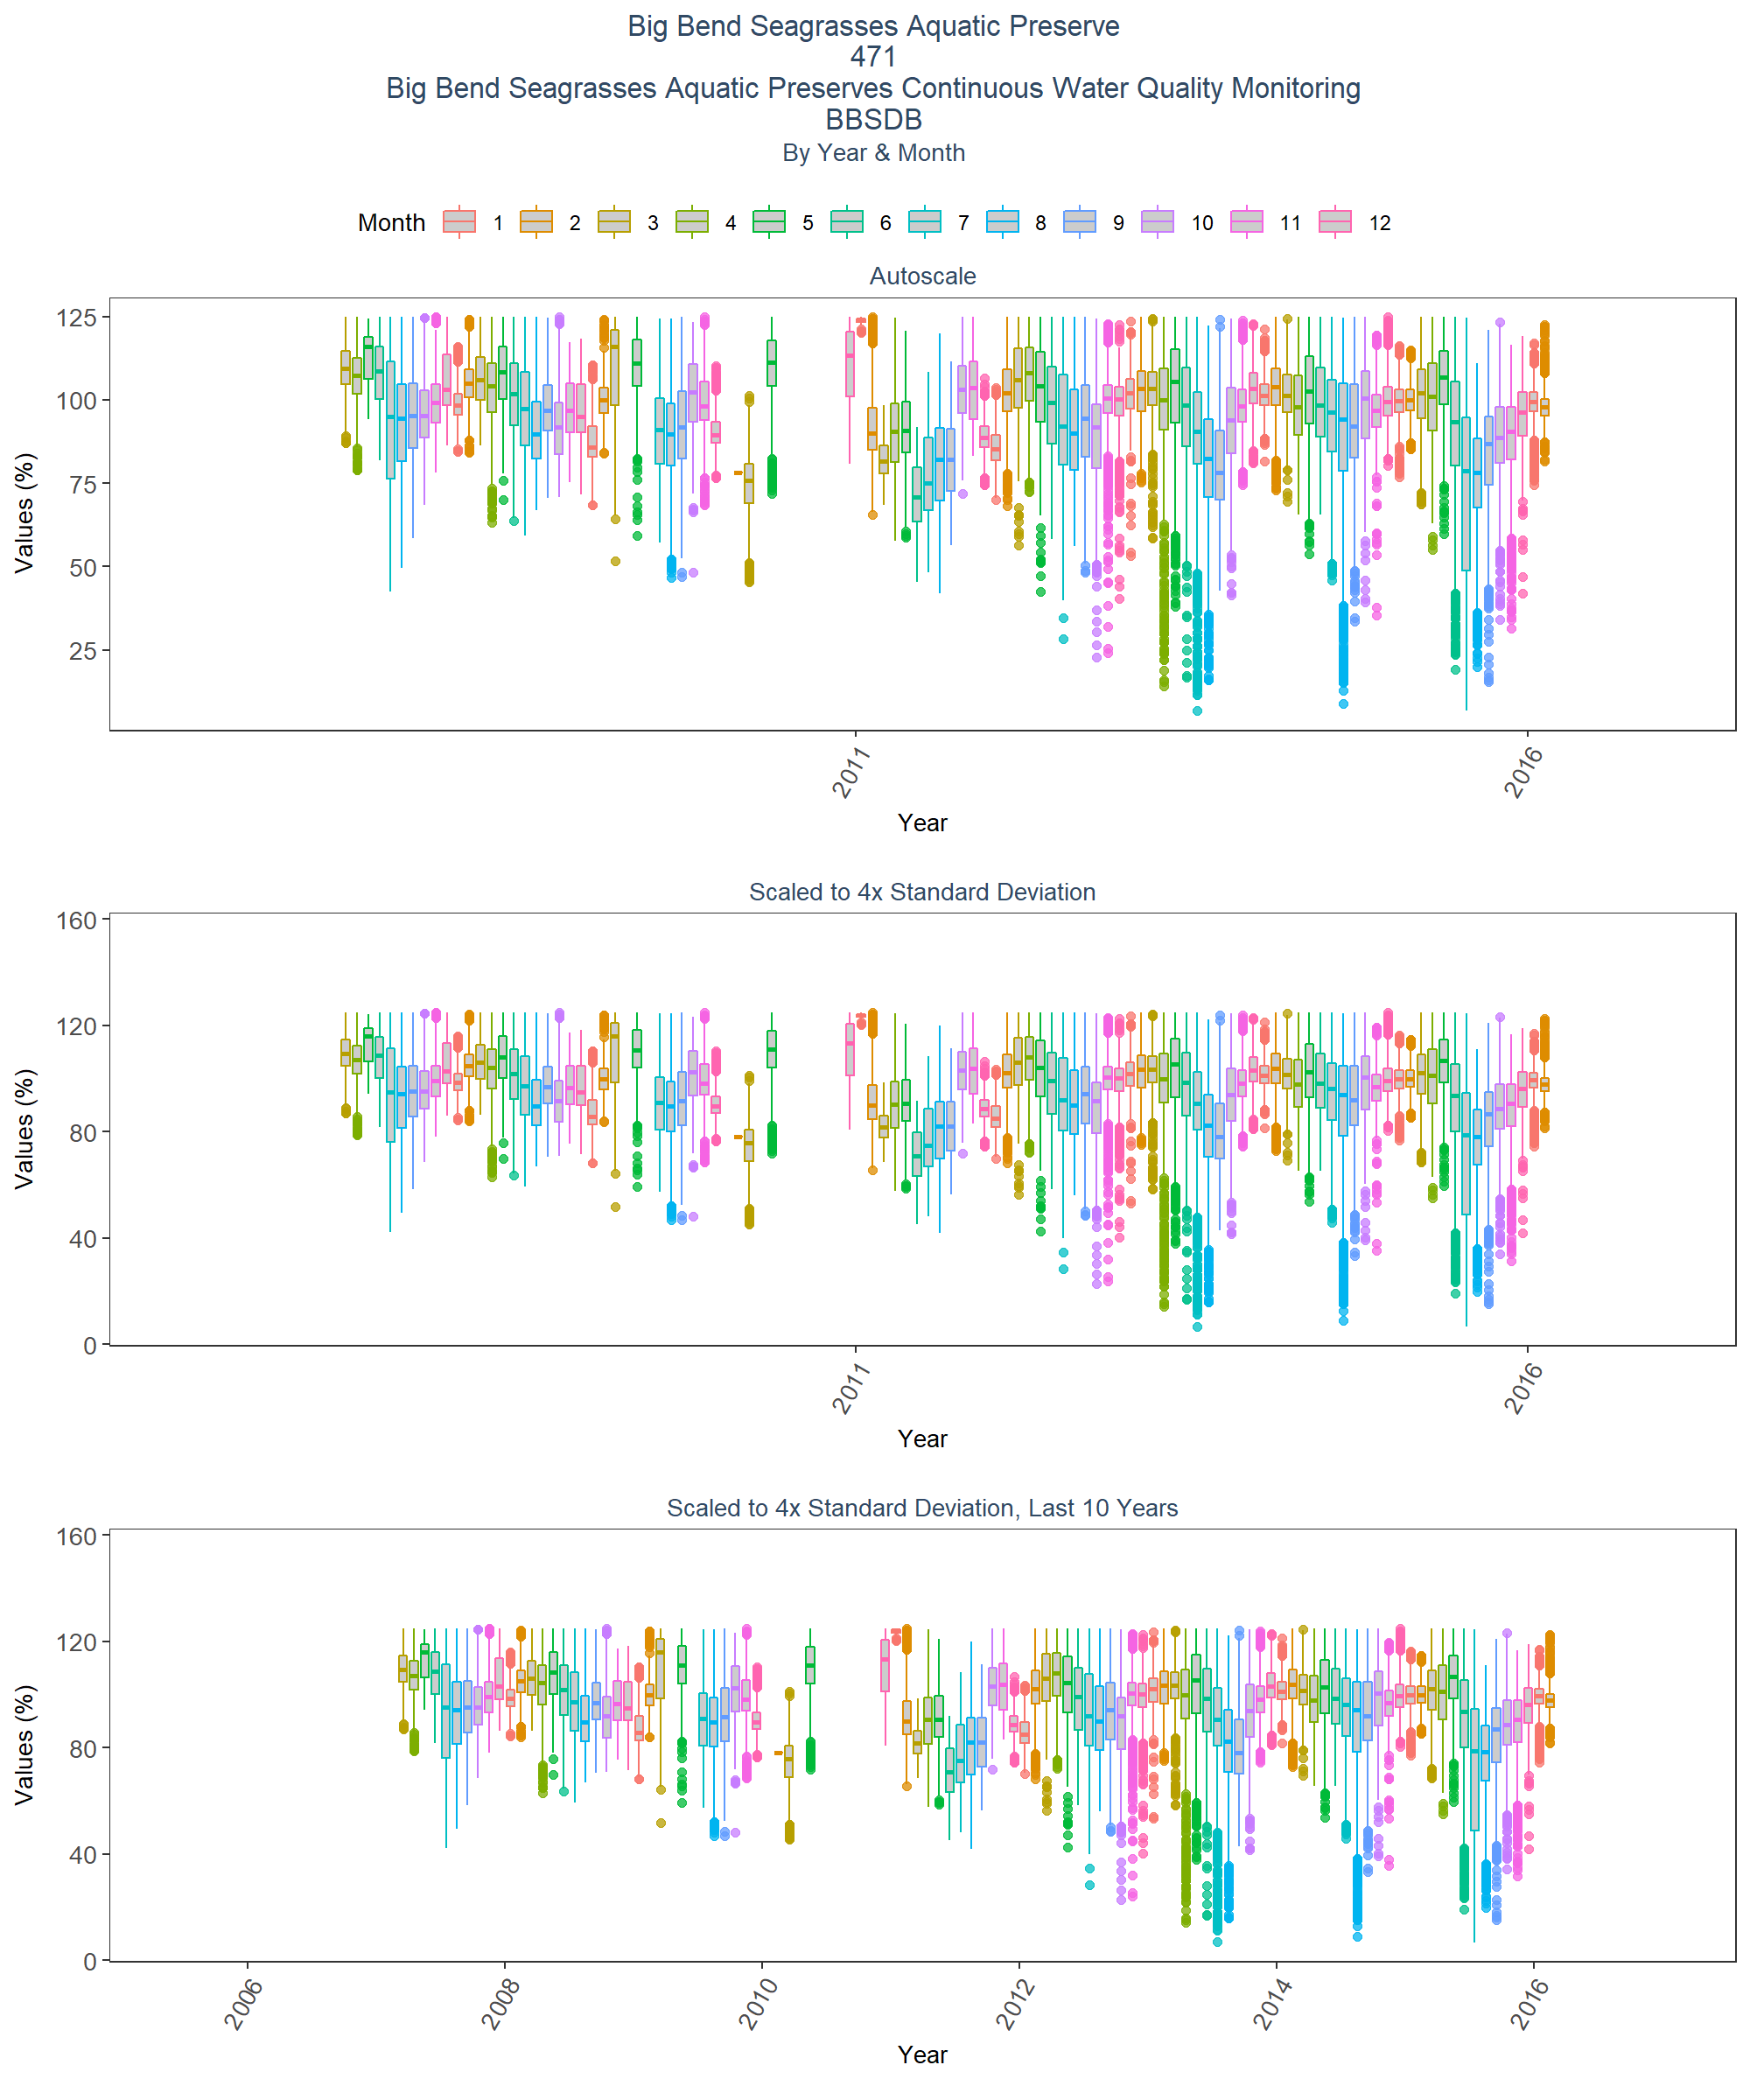 Big Bend Seagrasses Aquatic Preserve
471
Big Bend Seagrasses Aquatic Preserves Continuous Water Quality Monitoring
BBSDB
By Year & Month
Month 1 2 3 4 5 6 7 8 9 10 11 12
Autoscale
125
100
75
50
25
Values (%)
2011 2016
Year
Scaled to 4x Standard Deviation
160
120
80
40
0
Values (%)
2011 2016
Year
Scaled to 4x Standard Deviation, Last 10 Years
160
120
80
40
0
Values (%)
2006 2008 2010 2012 2014 2016
Year